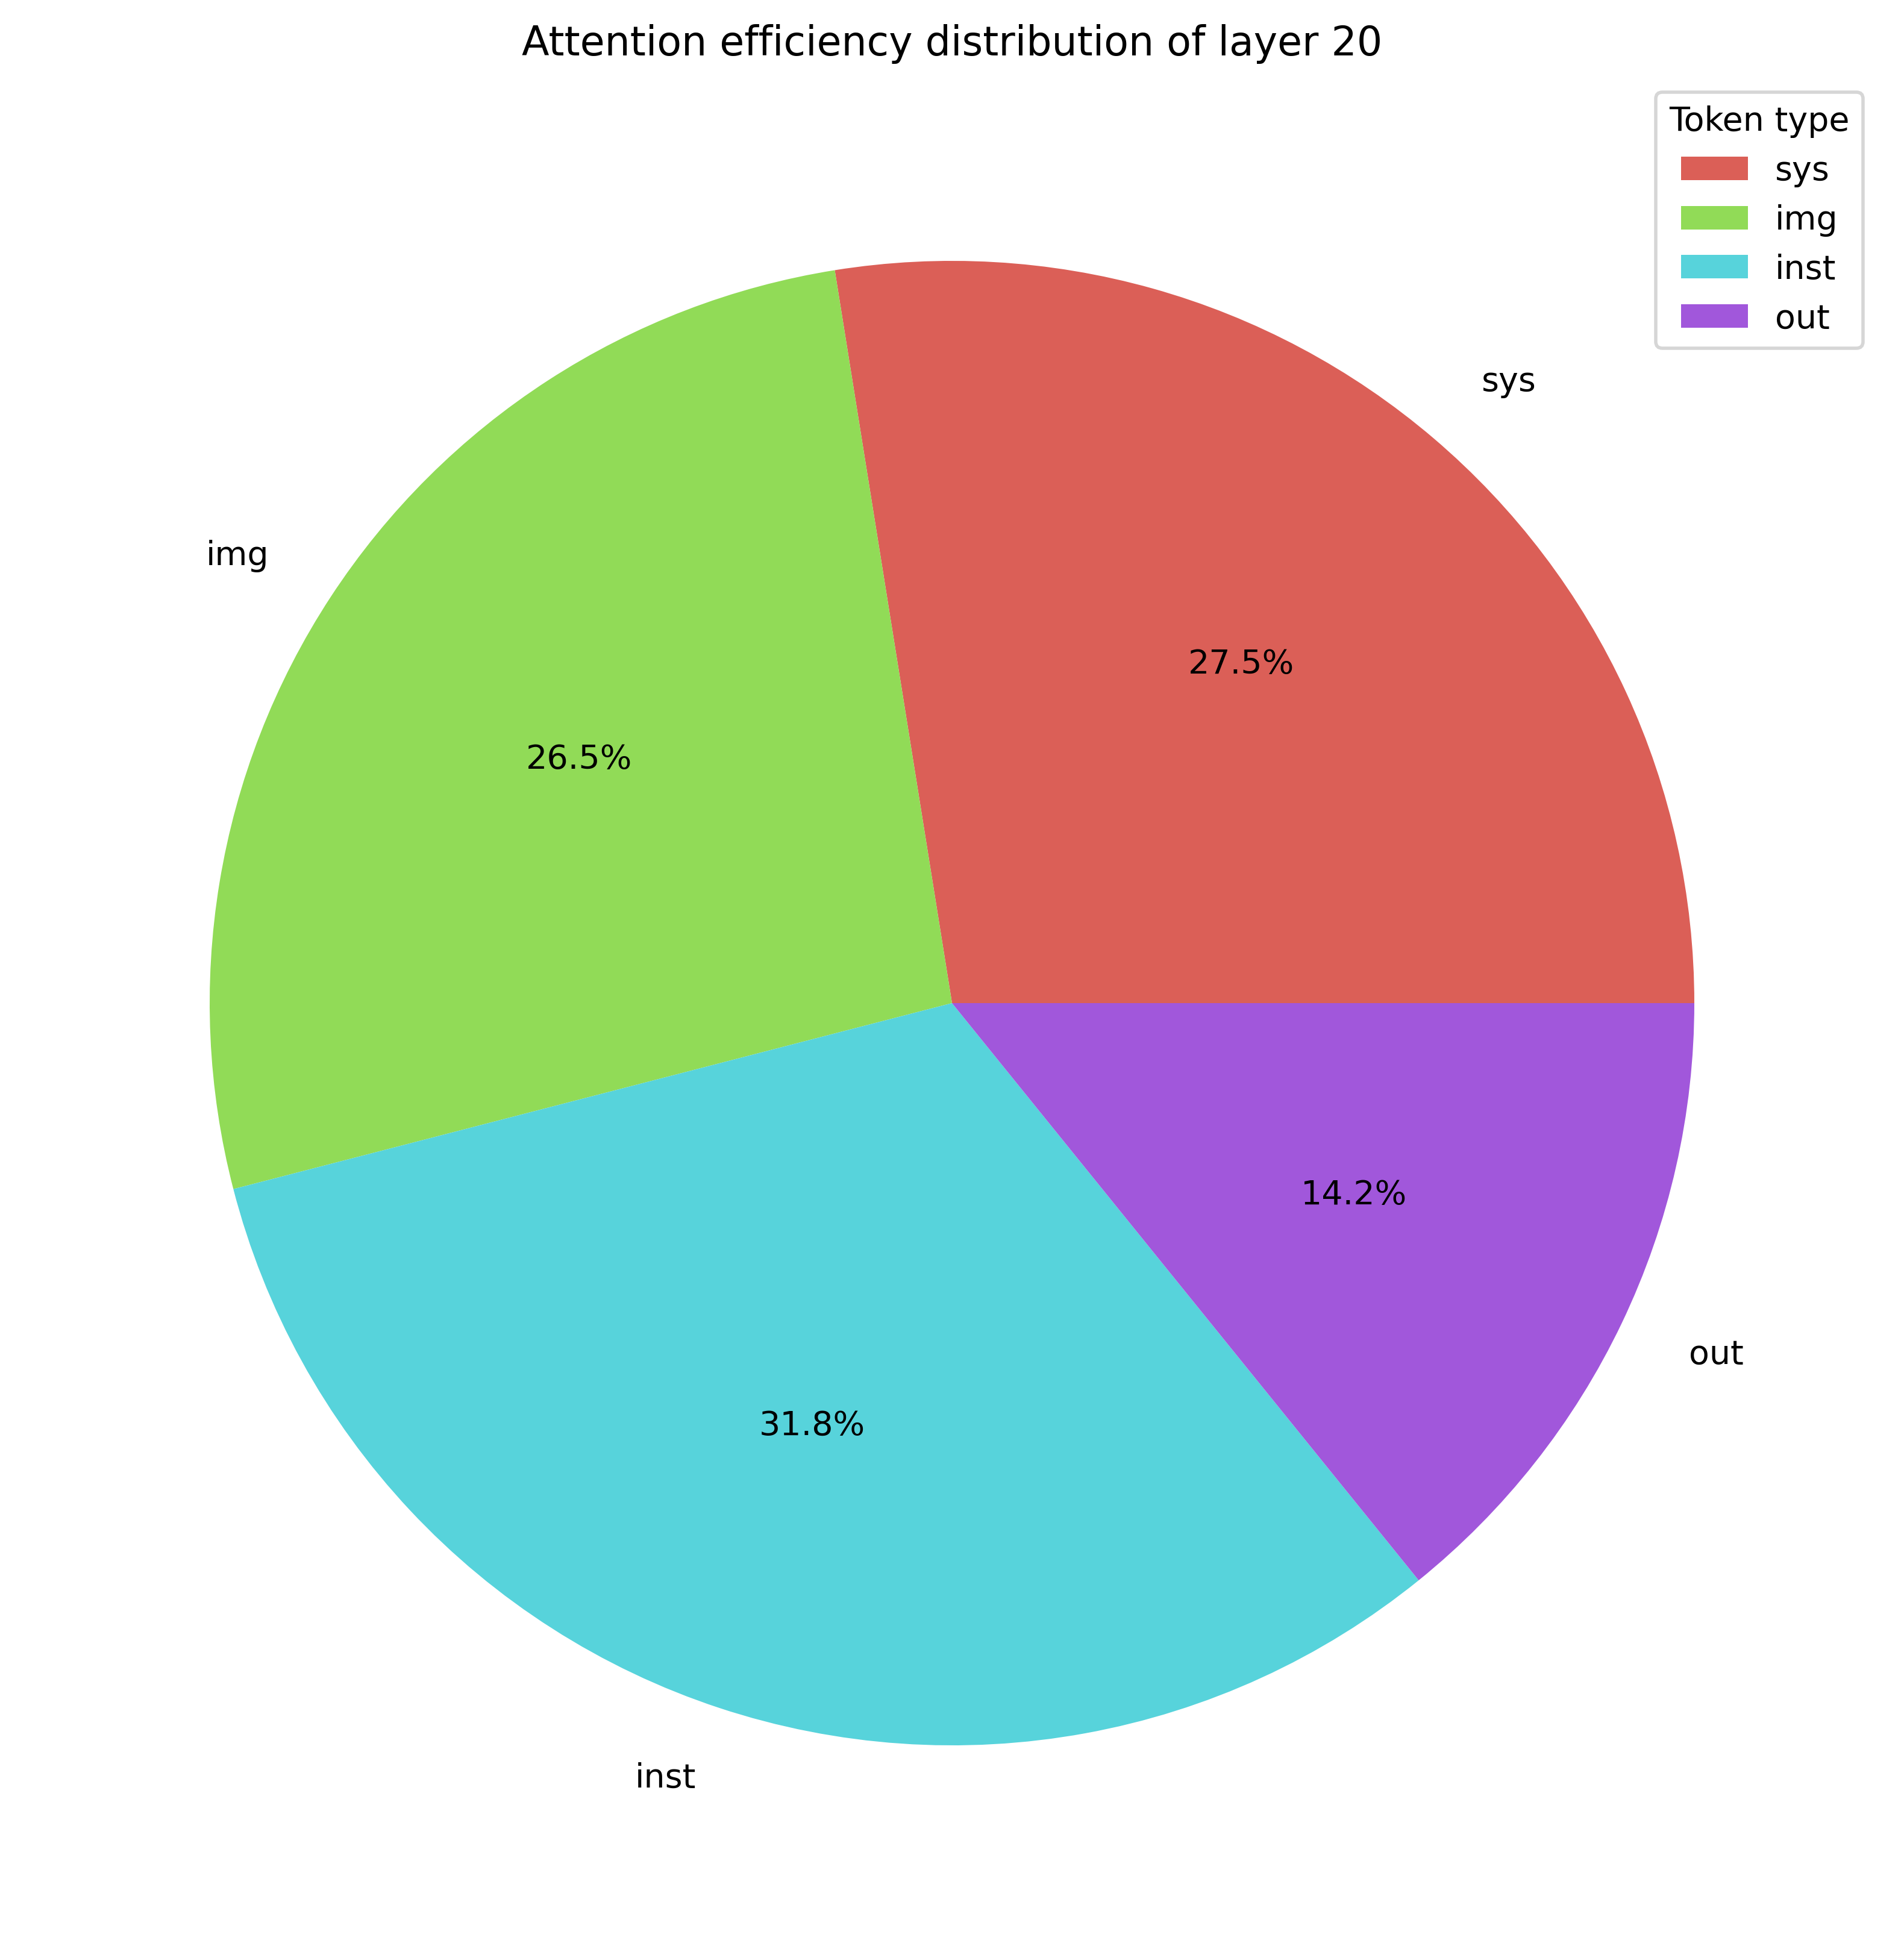 Attention efficiency distribution of layer 20
Token type
sys
img
inst
out
sys
img
27.5%
26.5%
14.2%
out
31.8%
inst